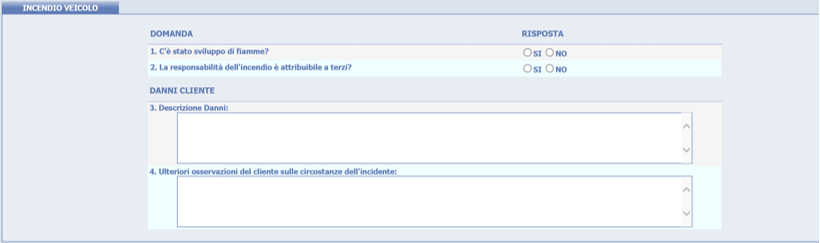 INCENDIO VEICOLO
DOMANDA RISPOSTA
1. C'è stato sviluppo di fiamme? SI NO
2. La responsabilità dell'incendio è attribuibile a terzi? SI NO
DANNI CLIENTE
3. Descrizione Danni:
4. Ulteriori osservazioni del cliente sulle circostanze dell'incidente: